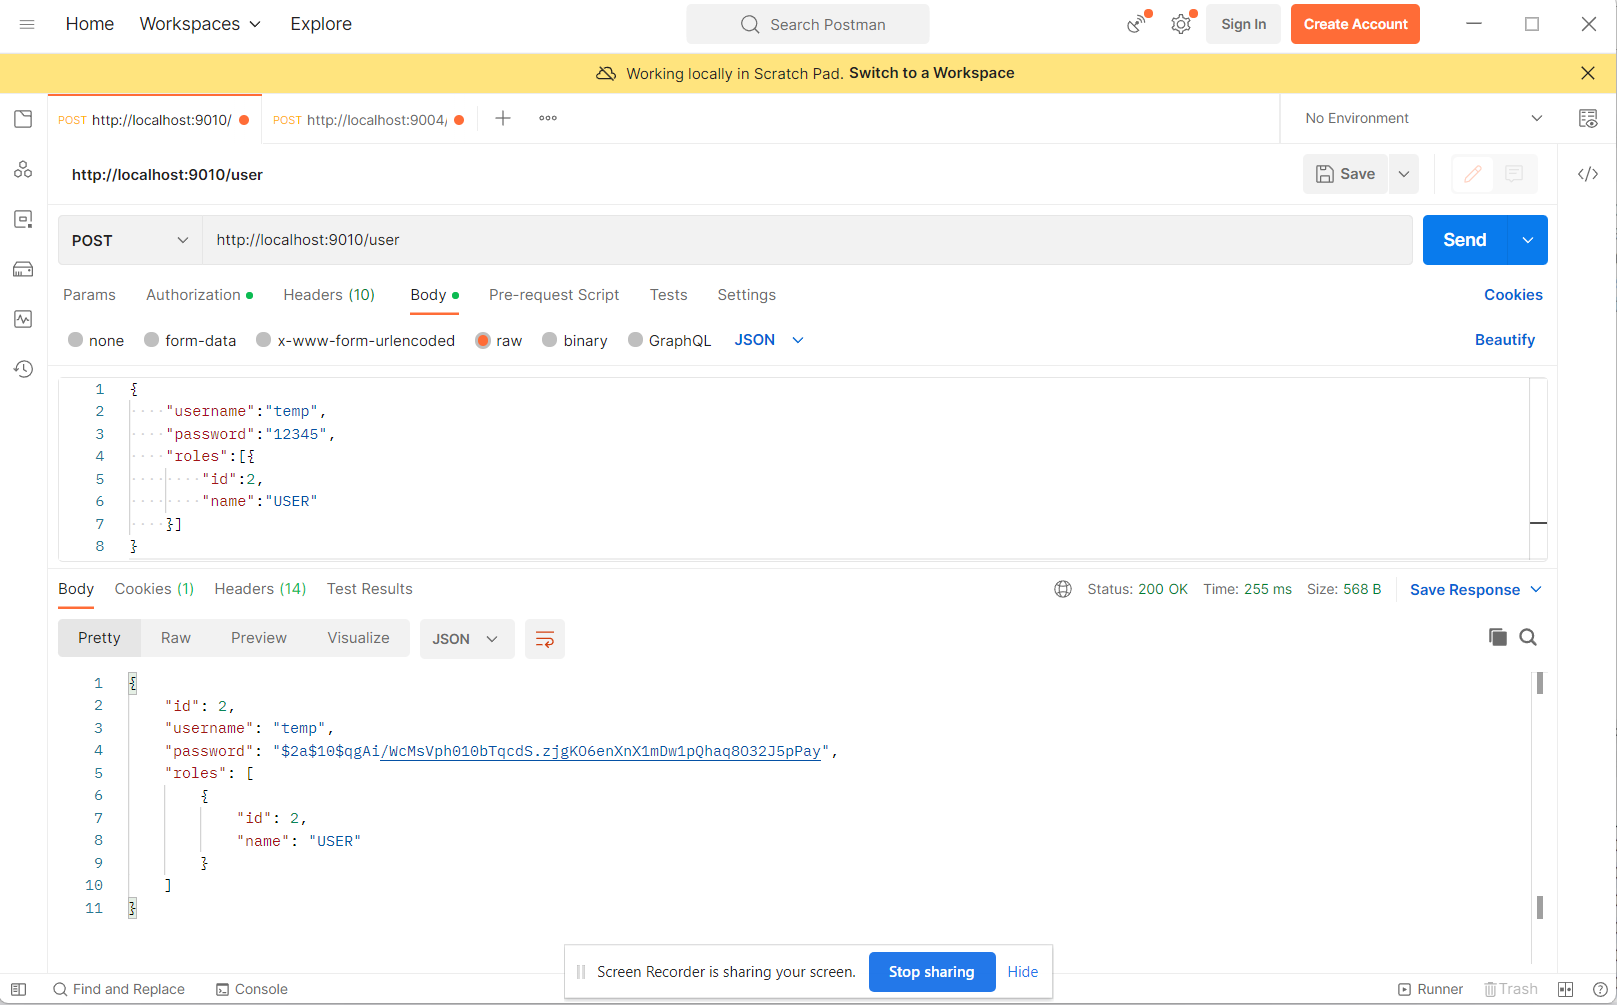 Home Workspaces Explore Search Postman Sign In Create Account
Working locally in Scratch Pad. Switch to a Workspace
POST http://localhost:9010/ POST http://localhost:9004/ No Environment
http://localhost:9010/user Save
POST http://localhost:9010/user Send
Params Authorization Headers (10) Body Pre-request Script Tests Settings Cookies
none form-data x-www-form-urlencoded raw binary GraphQL JSON Beautify
1 {
2 "username":"temp",
3 "password":"12345",
4 "roles":[{
5 "id":2,
6 "name":"USER"
7 }]
8 }
Body Cookies (1) Headers (14) Test Results Status: 200 OK Time: 255 ms Size: 568 B Save Response
Pretty Raw Preview Visualize JSON
1 {
2 "id": 2,
3 "username": "temp",
4 "password": "$2a$10$qgAi/WcMsVph010bTqcdS.zjgKO6enXnX1mDw1pQhaq8O32J5pPay",
5 "roles": [
6 {
7 "id": 2,
8 "name": "USER"
9 }
10 ]
11 }
Screen Recorder is sharing your screen. Stop sharing Hide
Find and Replace Console Runner Trash